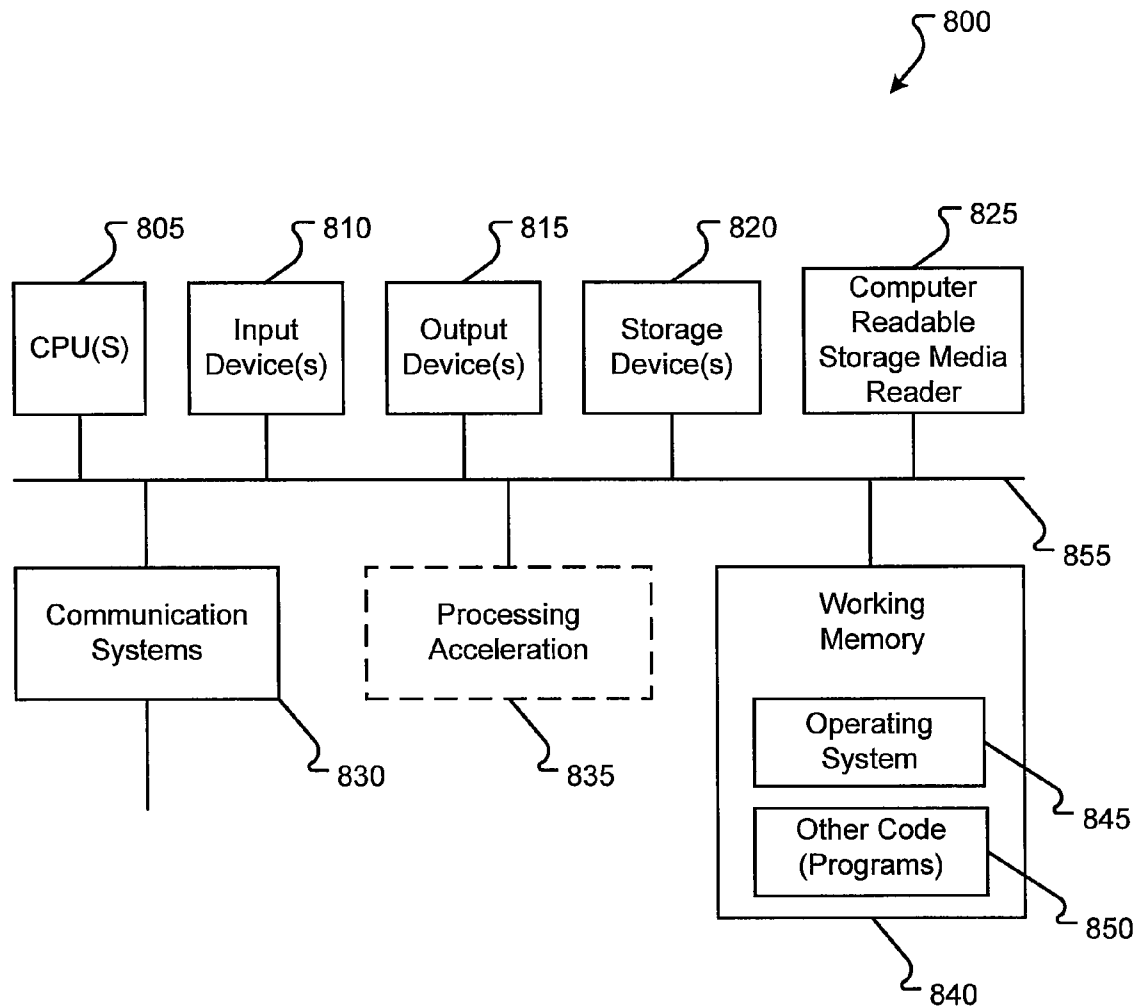 800
805
810
815
820
825
CPU(S)
Input
Device(s)
Output
Device(s)
Storage
Device(s)
Computer
Readable
Storage Media
Reader
855
Communication
Systems
830
Processing
Acceleration
835
Working
Memory
Operating
System
845
Other Code
(Programs)
850
840